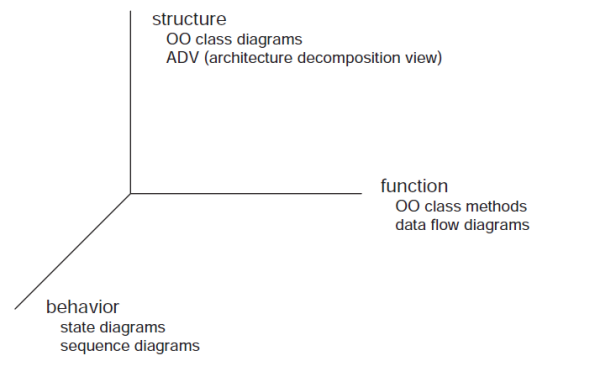 structure
OO class diagrams
ADV (architecture decomposition view)
function
OO class methods
data flow diagrams
behavior
state diagrams
sequence diagrams